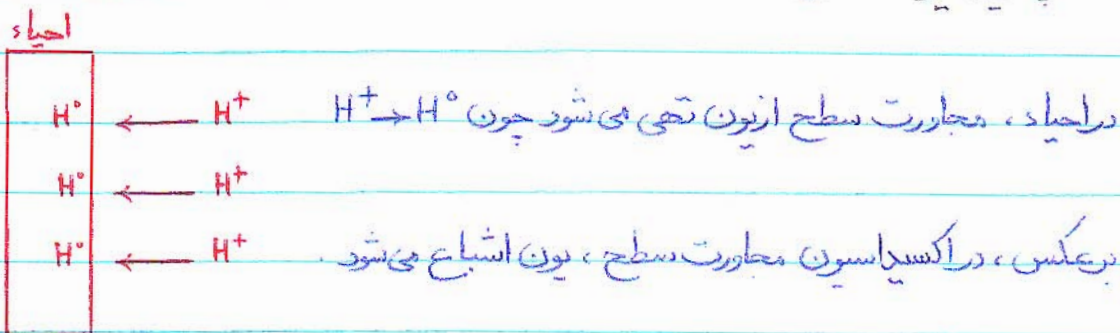 احیاء
H° ← H⁺ در احیاء، مجاورت سطح از یون تهی می‌شود چون H⁺→H°
H° ← H⁺
H° ← H⁺ برعکس، در اکسیداسیون مجاورت سطح، یون اشباع می‌شود.